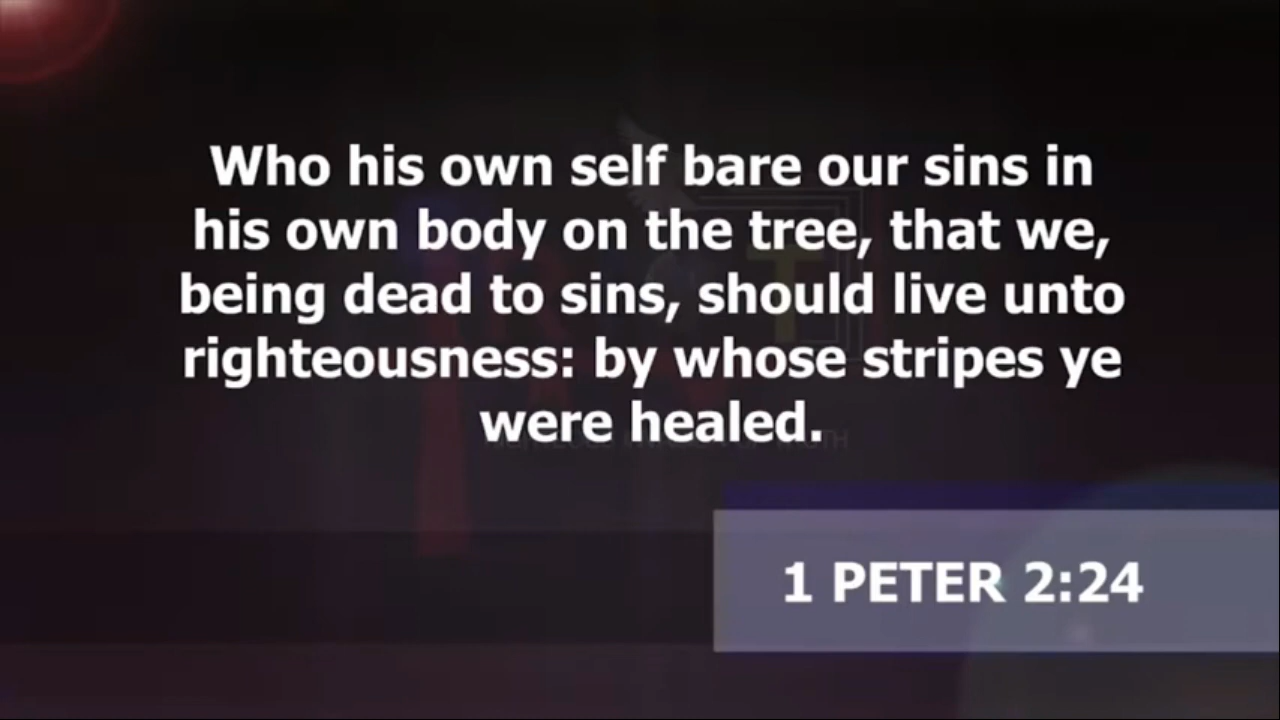 Who his own self bare our sins in
his own body on the tree, that we,
being dead to sins, should live unto
righteousness: by whose stripes ye
were healed.
1 PETER 2:24